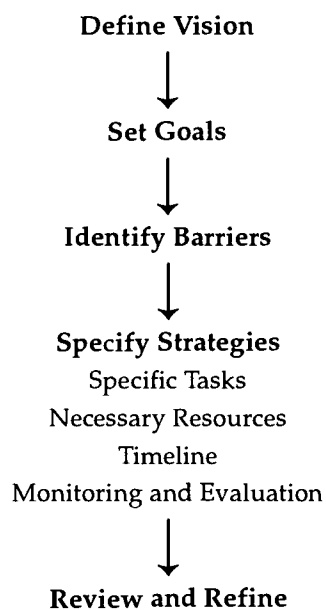 Define Vision
Set Goals
Identify Barriers
Specify Strategies
Specific Tasks
Necessary Resources
Timeline
Monitoring and Evaluation
Review and Refine